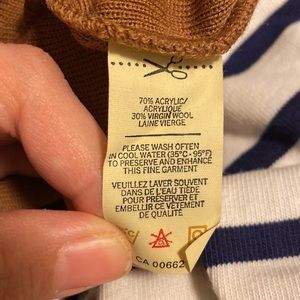 70% ACRYLIC/
ACRYLIQUE
30% VIRGIN WOOL
LAINE VIERGE
PLEASE WASH OFTEN
IN COOL WATER (35°C - 95°F)
TO PRESERVE AND ENHANCE
THIS FINE GARMENT
VEUILLEZ LAVER SOUVENT
DANS DE L'EAU TIÈDE
POUR PRÉSERVER ET
EMBELLIR CE VÊTEMENT
DE QUALITÉ
CA 00662